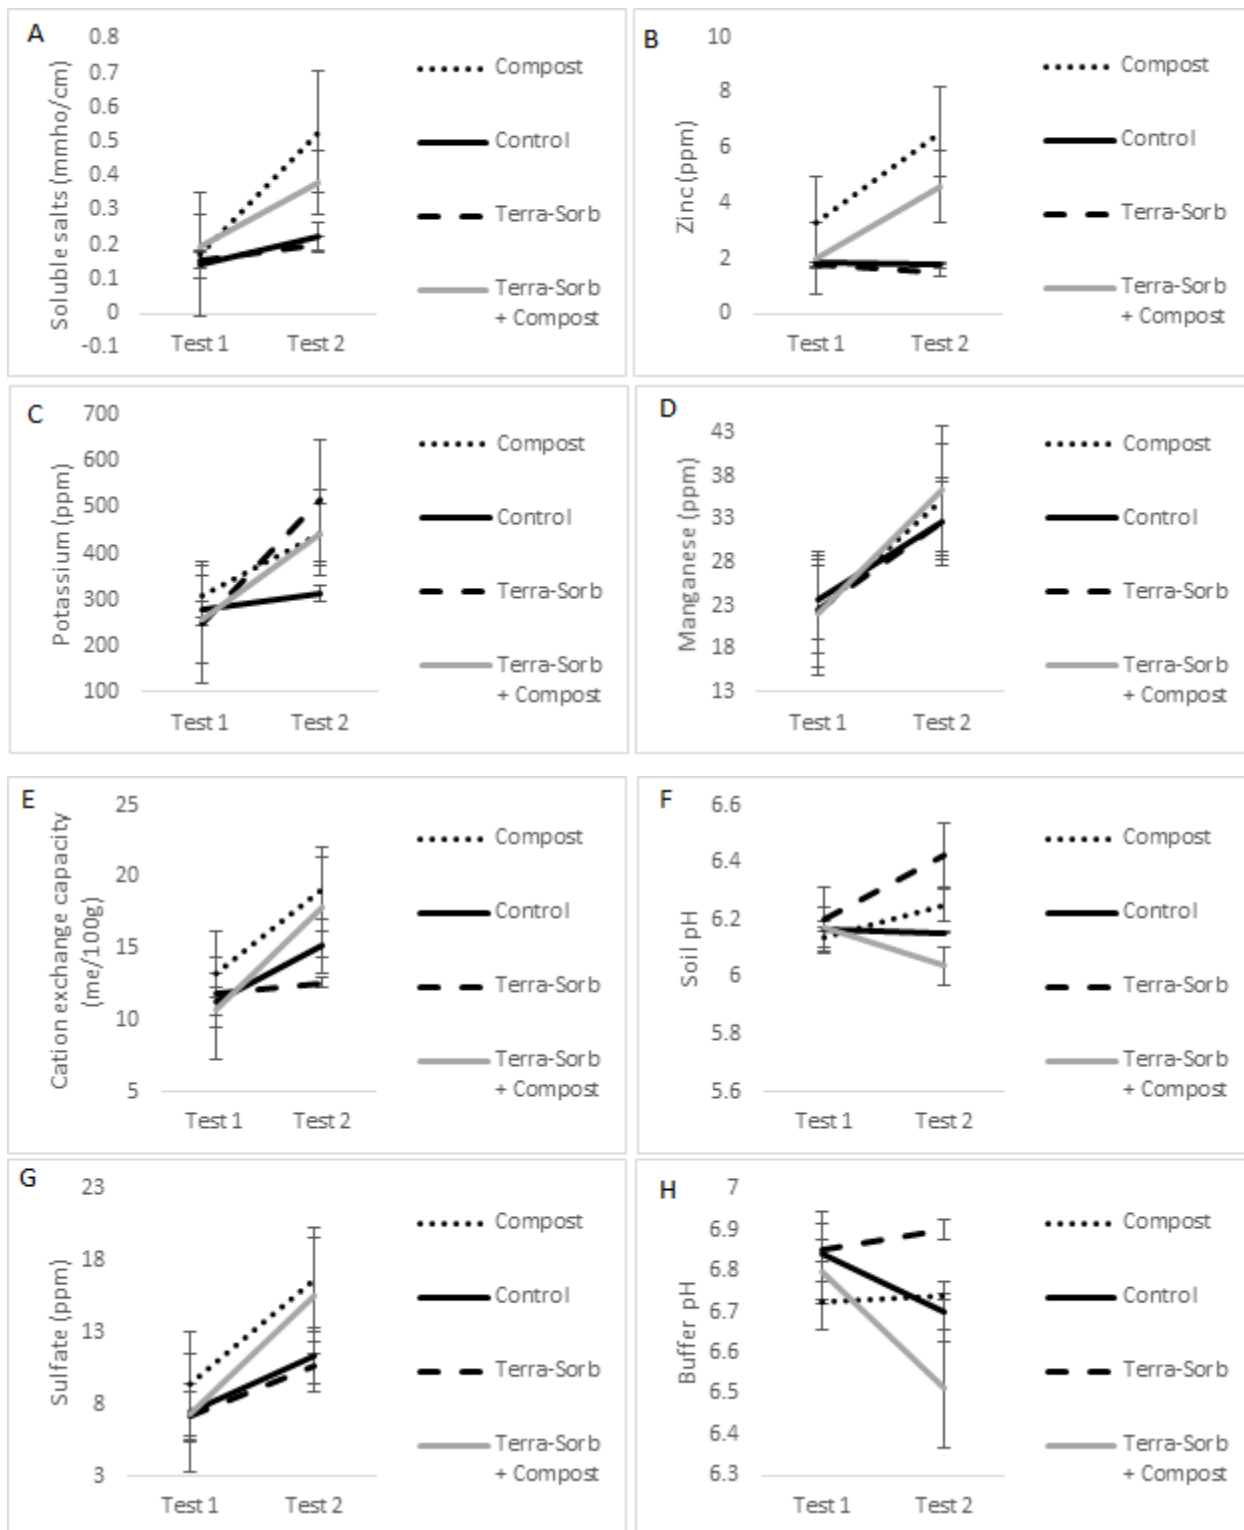 A
Soluble salts (mmho/cm)
0.8
0.7
0.6
0.5
0.4
0.3
0.2
0.1
0
-0.1
Test 1
Test 2
Compost
Control
Terra-Sorb
Terra-Sorb
+ Compost
B
Zinc (ppm)
10
8
6
4
2
0
Test 1
Test 2
Compost
Control
Terra-Sorb
Terra-Sorb
+ Compost
C
Potassium (ppm)
700
600
500
400
300
200
100
Test 1
Test 2
Compost
Control
Terra-Sorb
Terra-Sorb
+ Compost
D
Manganese (ppm)
43
38
33
28
23
18
13
Test 1
Test 2
Compost
Control
Terra-Sorb
Terra-Sorb
+ Compost
E
Cation exchange capacity
(me/100g)
25
20
15
10
5
Test 1
Test 2
Compost
Control
Terra-Sorb
Terra-Sorb
+ Compost
F
Soil pH
6.6
6.4
6.2
6
5.8
5.6
Test 1
Test 2
Compost
Control
Terra-Sorb
Terra-Sorb
+ Compost
G
Sulfate (ppm)
23
18
13
8
3
Test 1
Test 2
Compost
Control
Terra-Sorb
Terra-Sorb
+ Compost
H
Buffer pH
7
6.9
6.8
6.7
6.6
6.5
6.4
6.3
Test 1
Test 2
Compost
Control
Terra-Sorb
Terra-Sorb
+ Compost